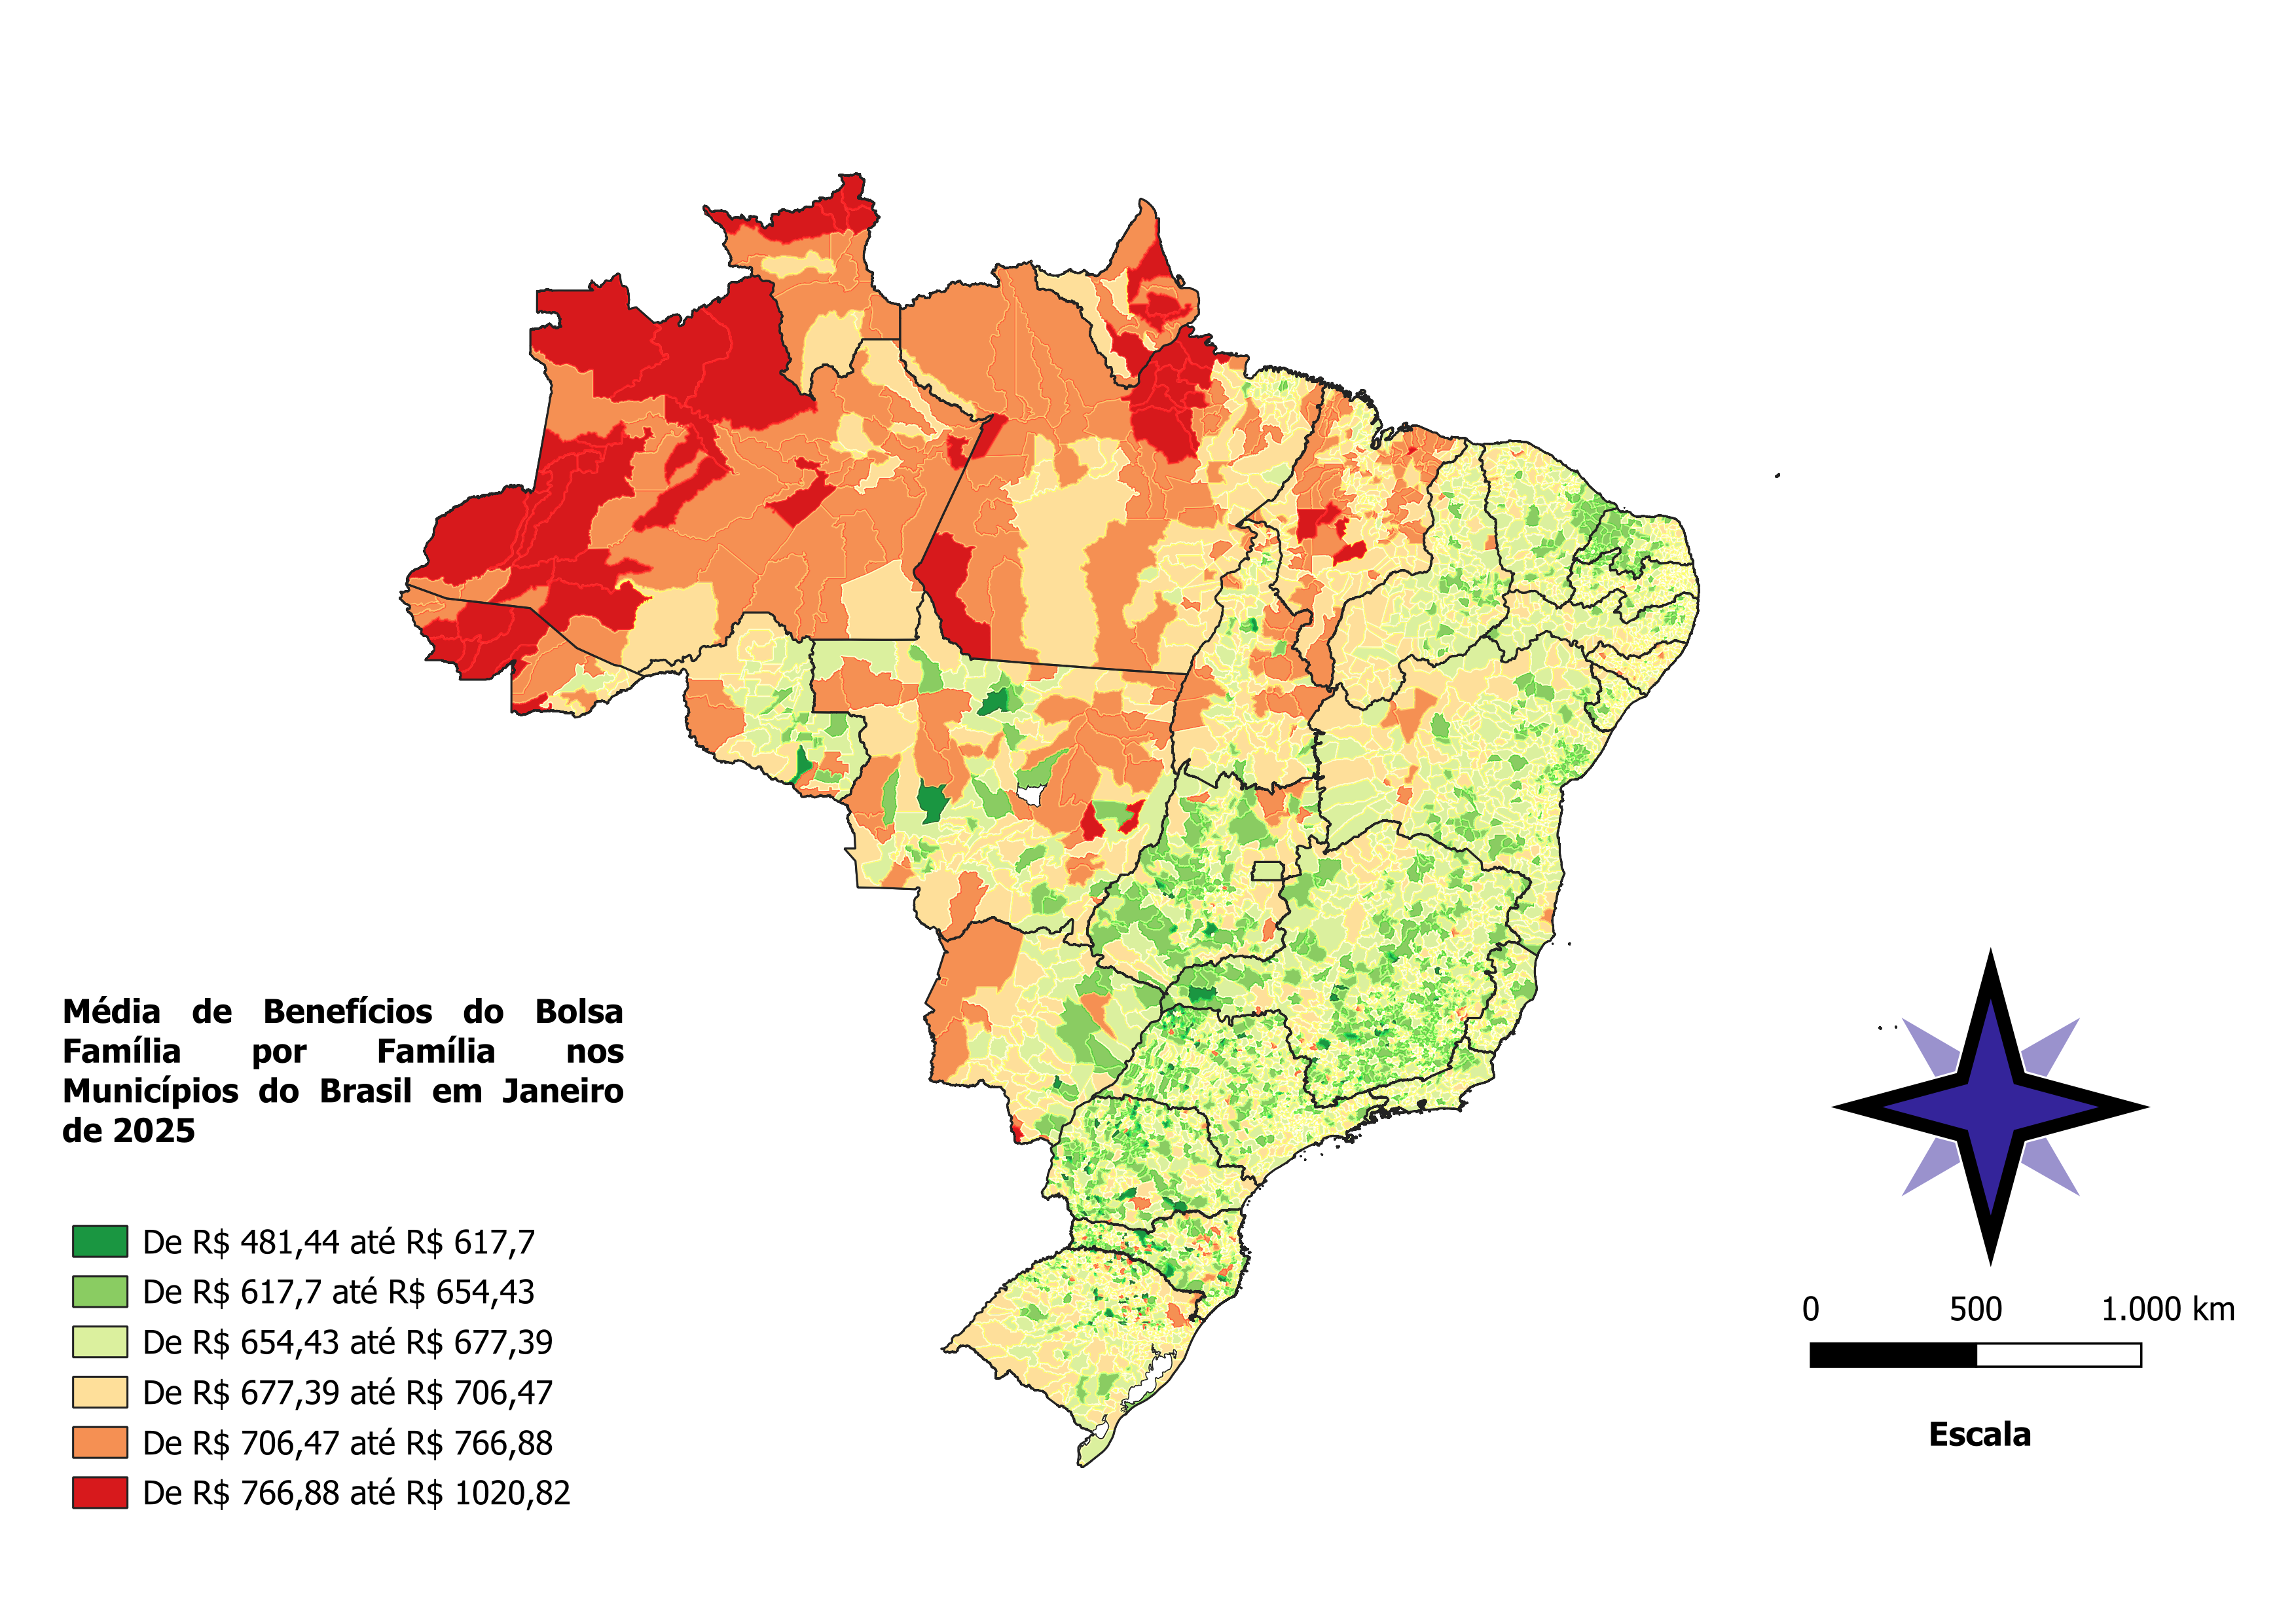 Média de Benefícios do Bolsa
Família por Família nos
Municípios do Brasil em Janeiro
de 2025
De R$ 481,44 até R$ 617,7
De R$ 617,7 até R$ 654,43
De R$ 654,43 até R$ 677,39
De R$ 677,39 até R$ 706,47
De R$ 706,47 até R$ 766,88
De R$ 766,88 até R$ 1020,82
0 500 1.000 km
Escala